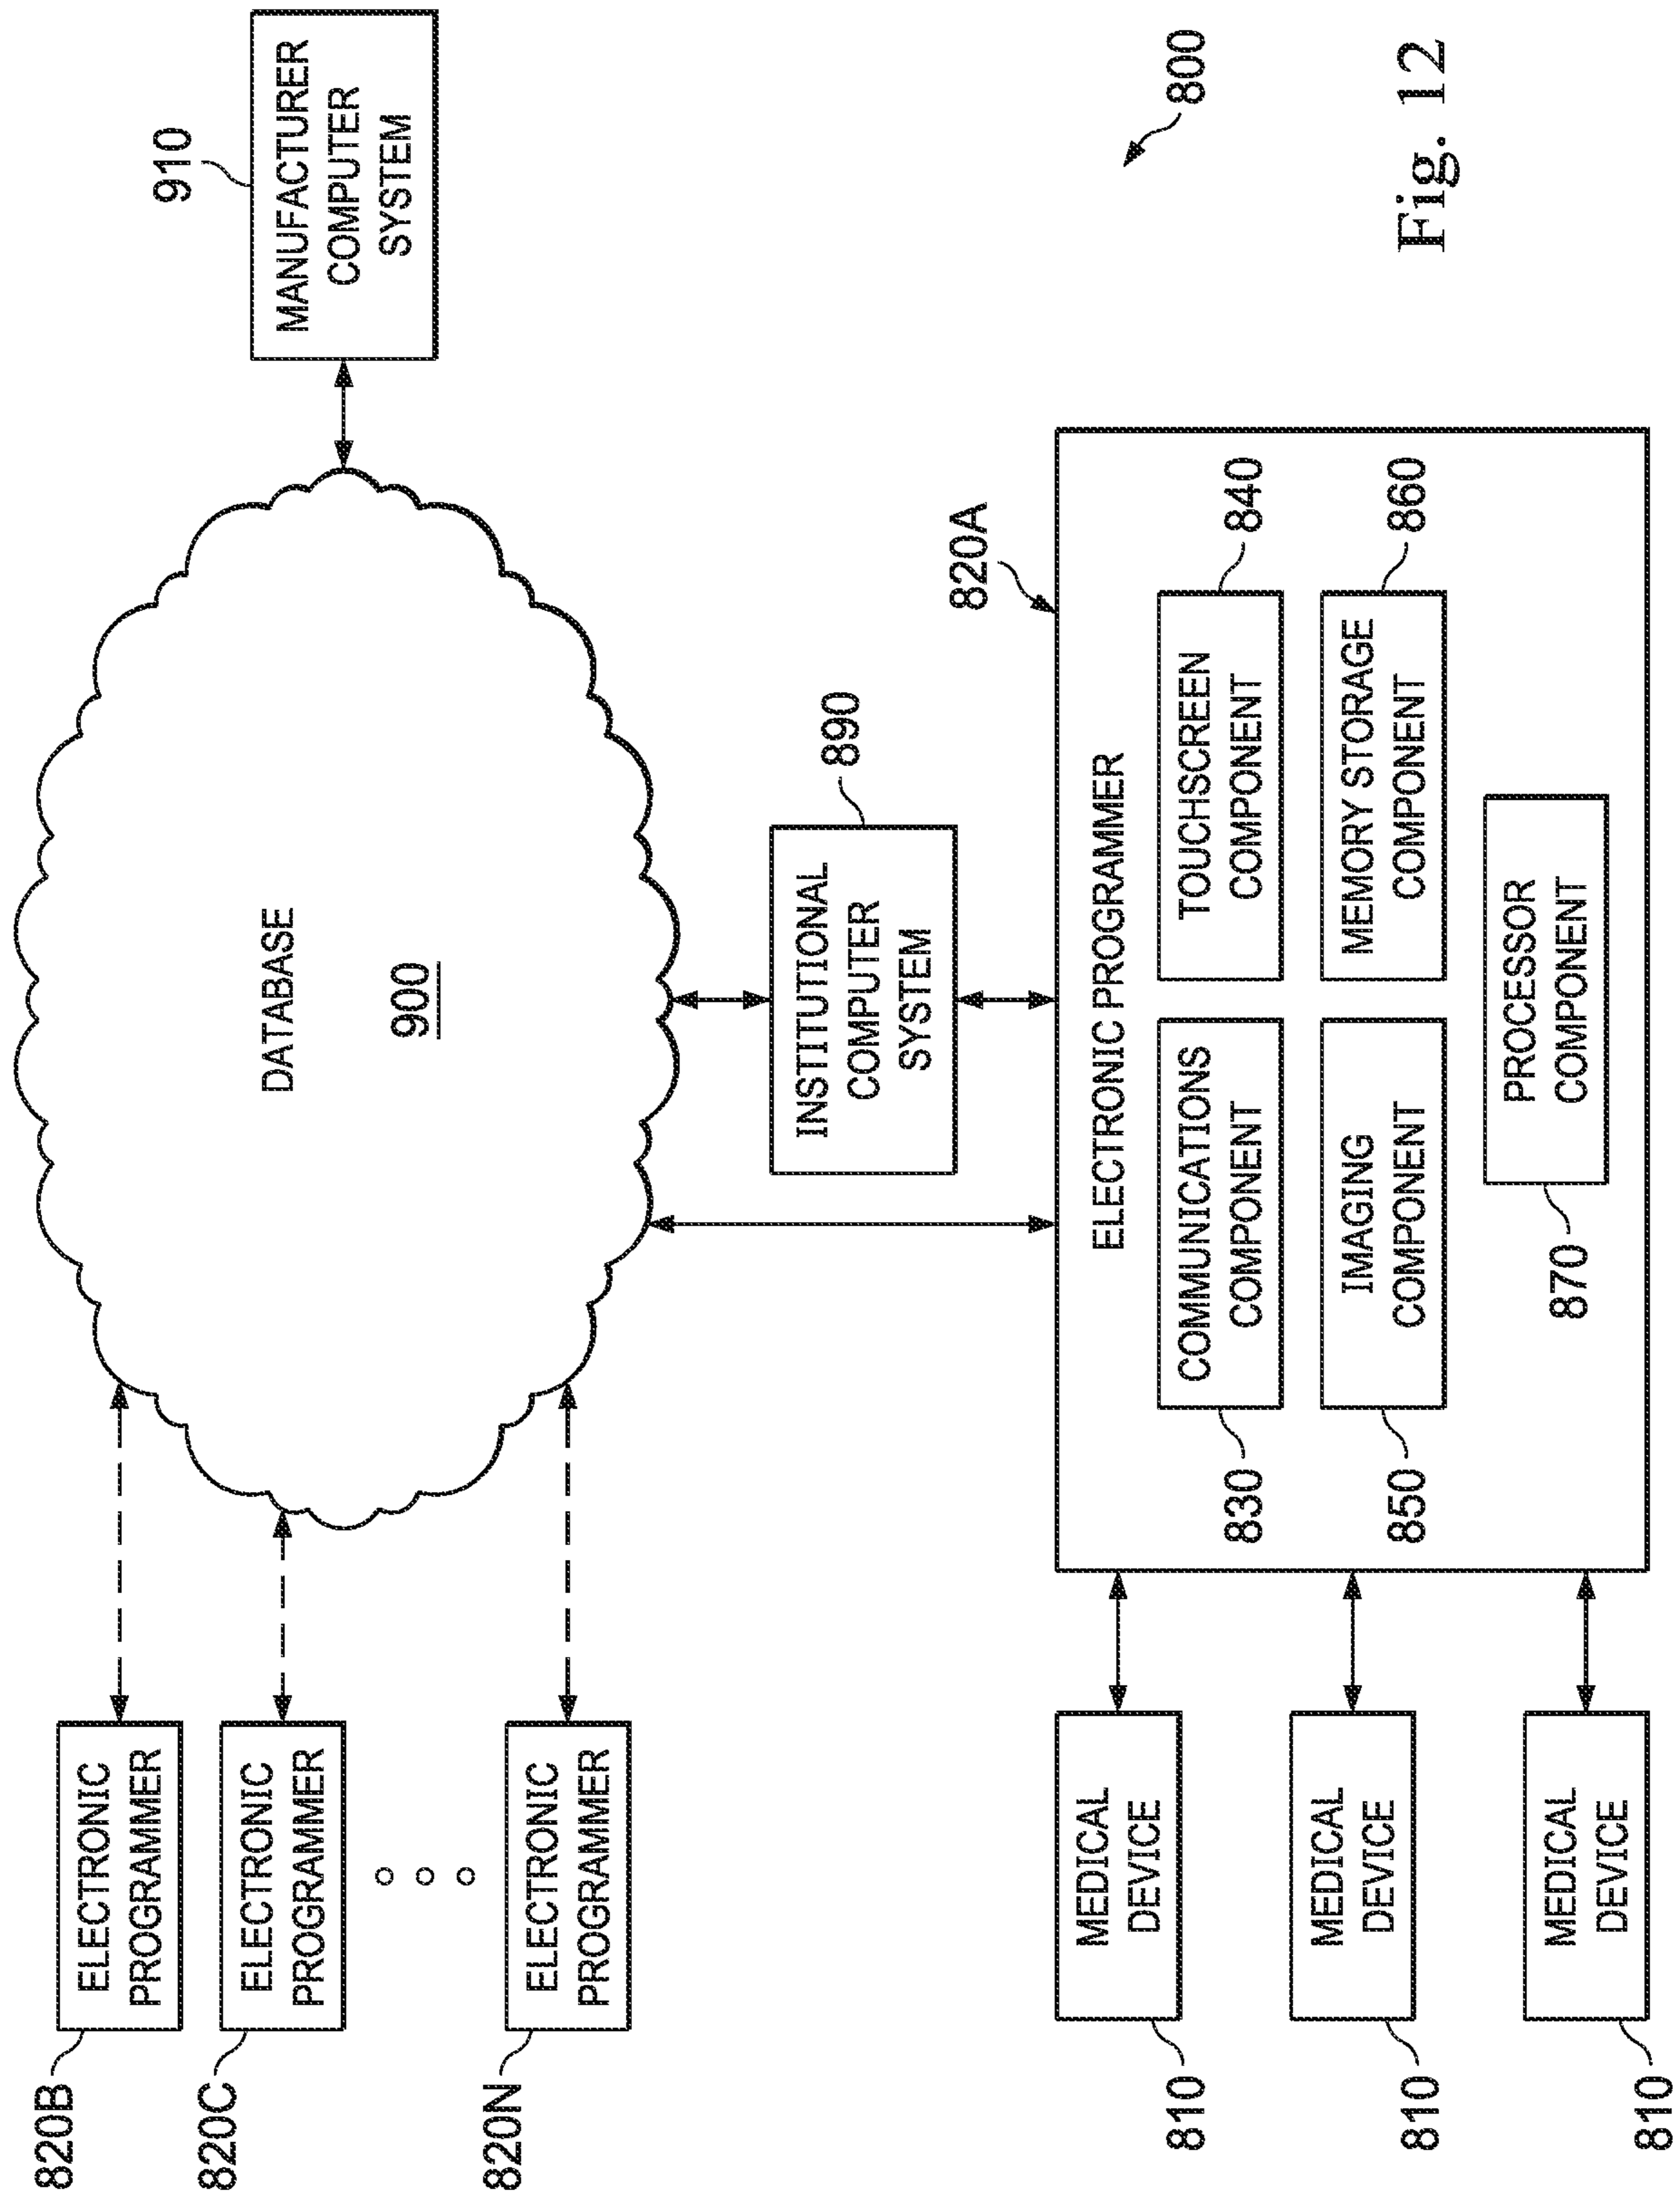 820B
ELECTRONIC
PROGRAMMER
820C
ELECTRONIC
PROGRAMMER
820N
ELECTRONIC
PROGRAMMER
DATABASE
900
910
MANUFACTURER
COMPUTER
SYSTEM
INSTITUTIONAL
COMPUTER
SYSTEM
890
820A
ELECTRONIC PROGRAMMER
COMMUNICATIONS
COMPONENT
830
TOUCHSCREEN
COMPONENT
840
IMAGING
COMPONENT
850
MEMORY STORAGE
COMPONENT
860
PROCESSOR
COMPONENT
870
MEDICAL
DEVICE
810
MEDICAL
DEVICE
810
MEDICAL
DEVICE
810
800
Fig. 12